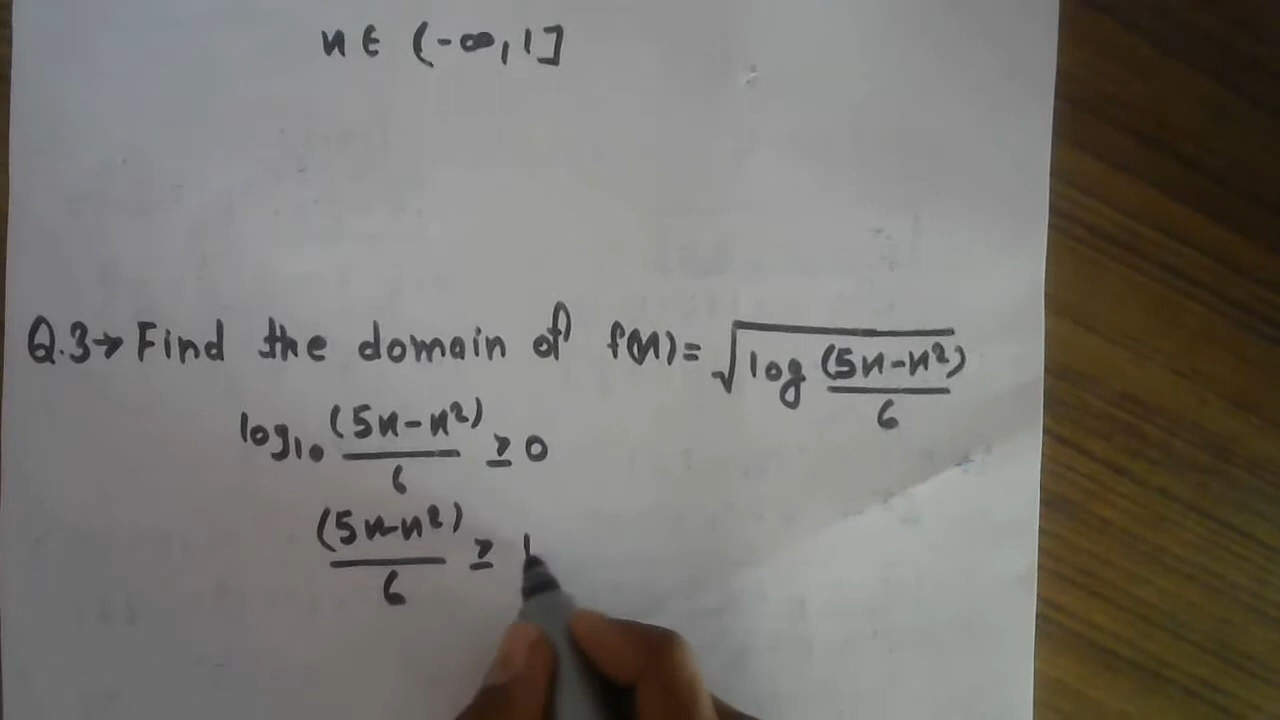 x ∈ (-∞, 1]
Q.3→ Find the domain of f(x) = √(log (5x-x²)/6)
log₁₀ (5x-x²)/6 ≥ 0
(5x-x²)/6 ≥ 1